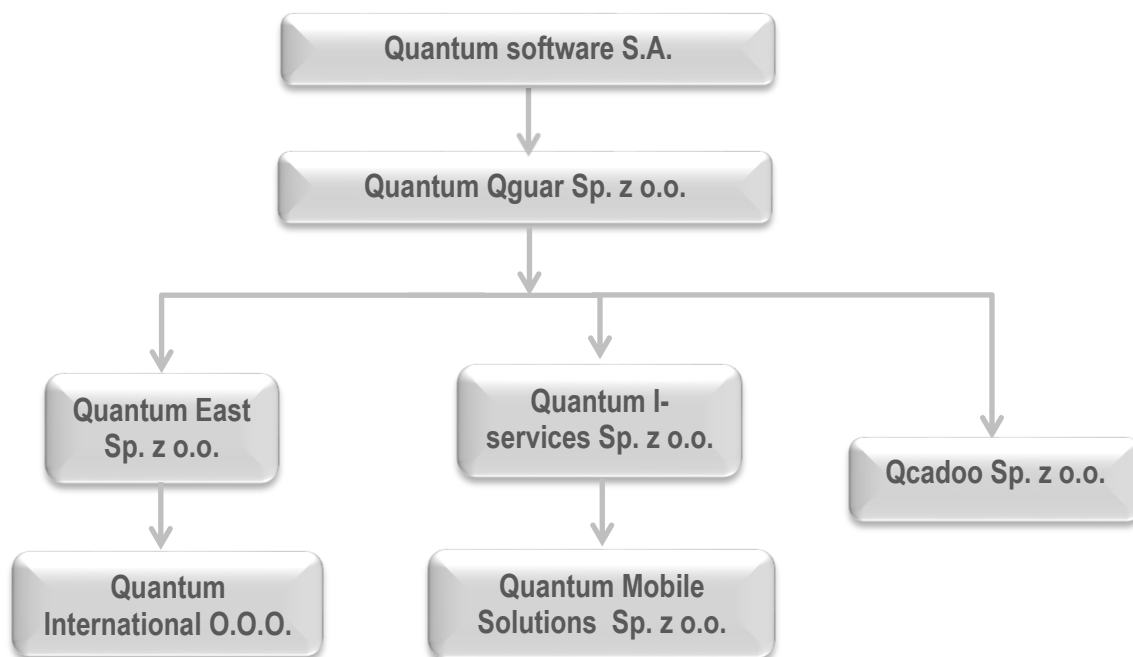 Quantum software S.A.
Quantum Qguar Sp. z o.o.
Quantum East
Sp. z o.o.
Quantum I-
services Sp. z o.o.
Qcadoo Sp. z o.o.
Quantum
International O.O.O.
Quantum Mobile
Solutions Sp. z o.o.